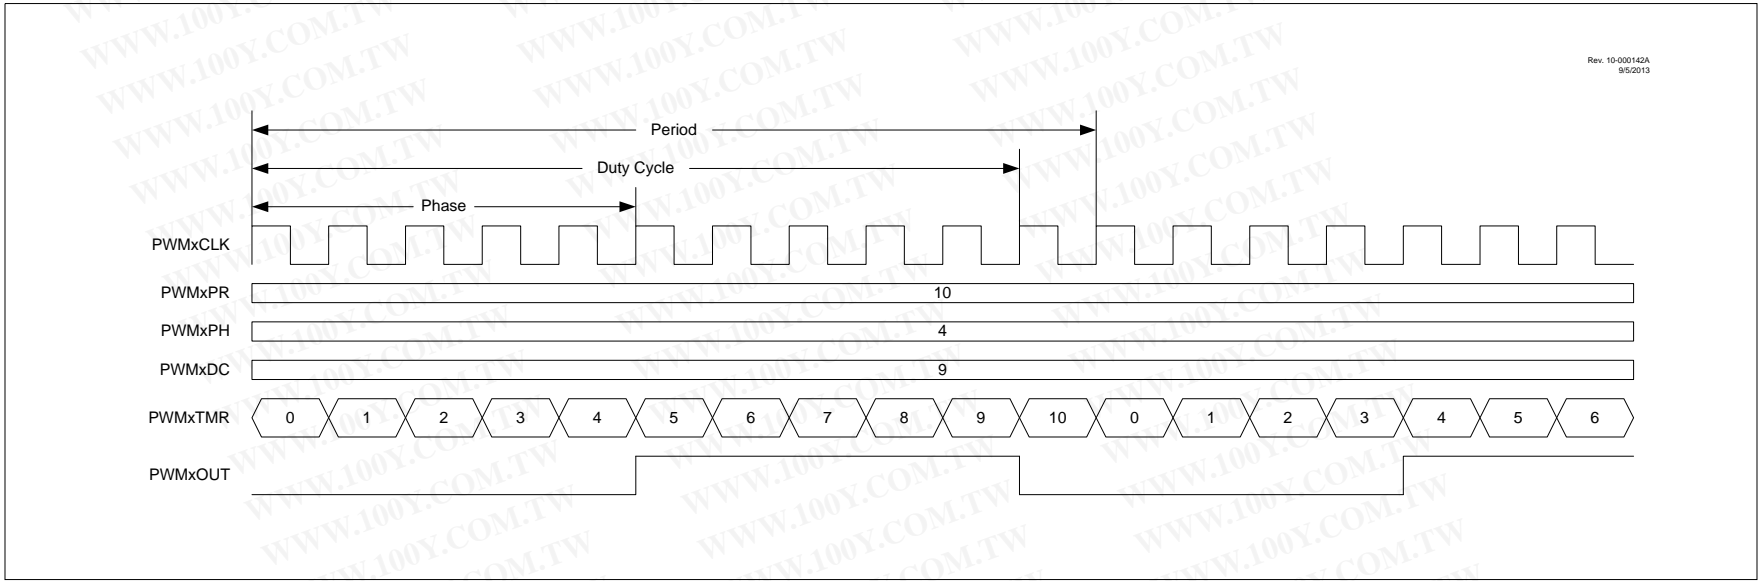 Rev. 10-000142A
9/5/2013
Period
Duty Cycle
Phase
PWMxCLK
PWMxPR 10
PWMxPH 4
PWMxDC 9
PWMxTMR 0 1 2 3 4 5 6 7 8 9 10 0 1 2 3 4 5 6
PWMxOUT
WWW.100Y.COM.TW